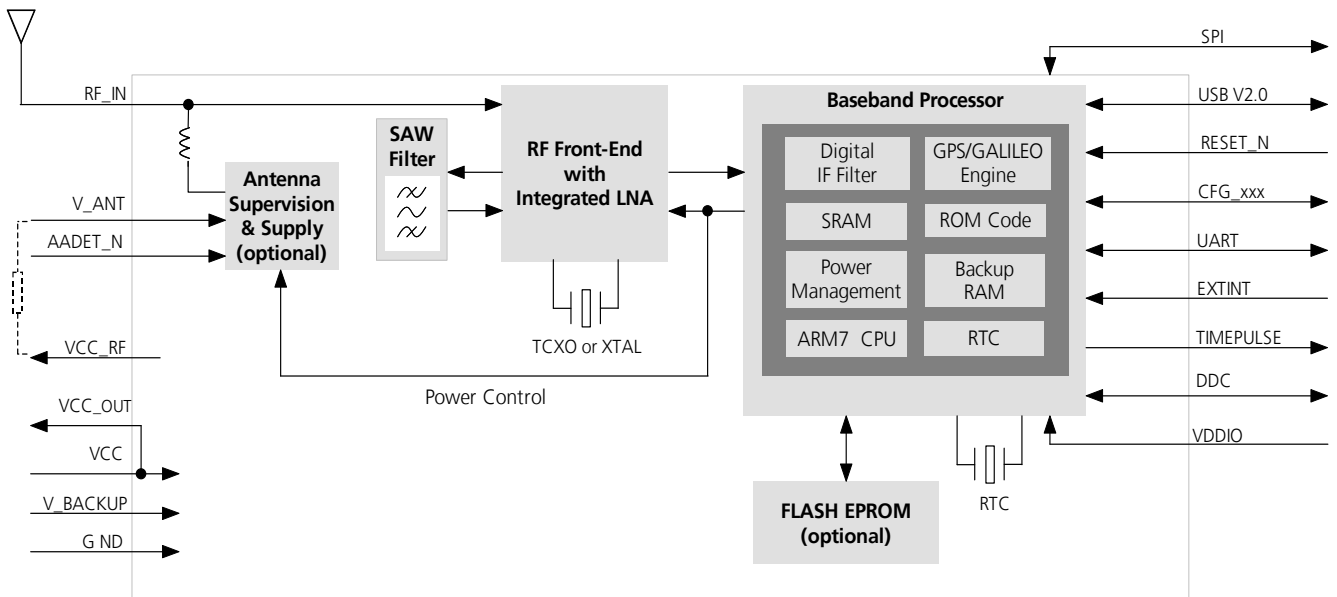 SPI
RF_IN
SAW
Filter
RF Front-End
with
Integrated LNA
Baseband Processor
USB V2.0
Digital
IF Filter
GPS/GALILEO
Engine
RESET_N
Antenna
Supervision
& Supply
(optional)
V_ANT
AADET_N
SRAM
ROM Code
CFG_xxx
UART
Power
Management
Backup
RAM
EXTINT
TCXO or XTAL
ARM7 CPU
RTC
TIMEPULSE
VCC_RF
Power Control
DDC
VCC_OUT
VCC
VDDIO
V_BACKUP
FLASH EPROM
(optional)
RTC
G ND